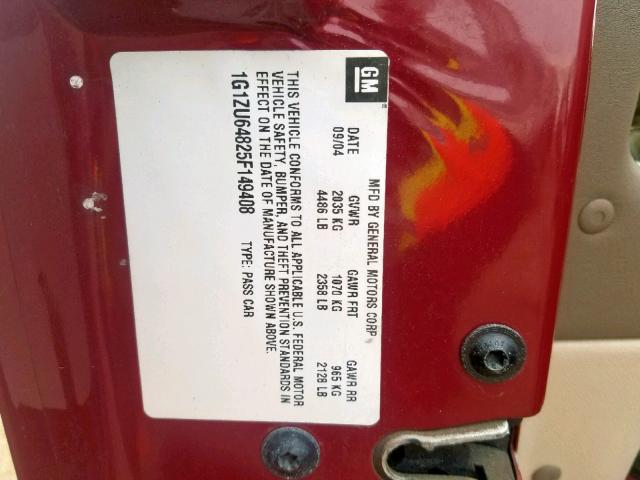 GM
MFD BY GENERAL MOTORS CORP
DATE GVWR GAWR FRT GAWR RR
09/04 2035 KG 1070 KG 965 KG
4486 LB 2358 LB 2128 LB
THIS VEHICLE CONFORMS TO ALL APPLICABLE U.S. FEDERAL MOTOR
VEHICLE SAFETY, BUMPER, AND THEFT PREVENTION STANDARDS IN
EFFECT ON THE DATE OF MANUFACTURE SHOWN ABOVE.
1G1ZU64825F149408 TYPE: PASS CAR